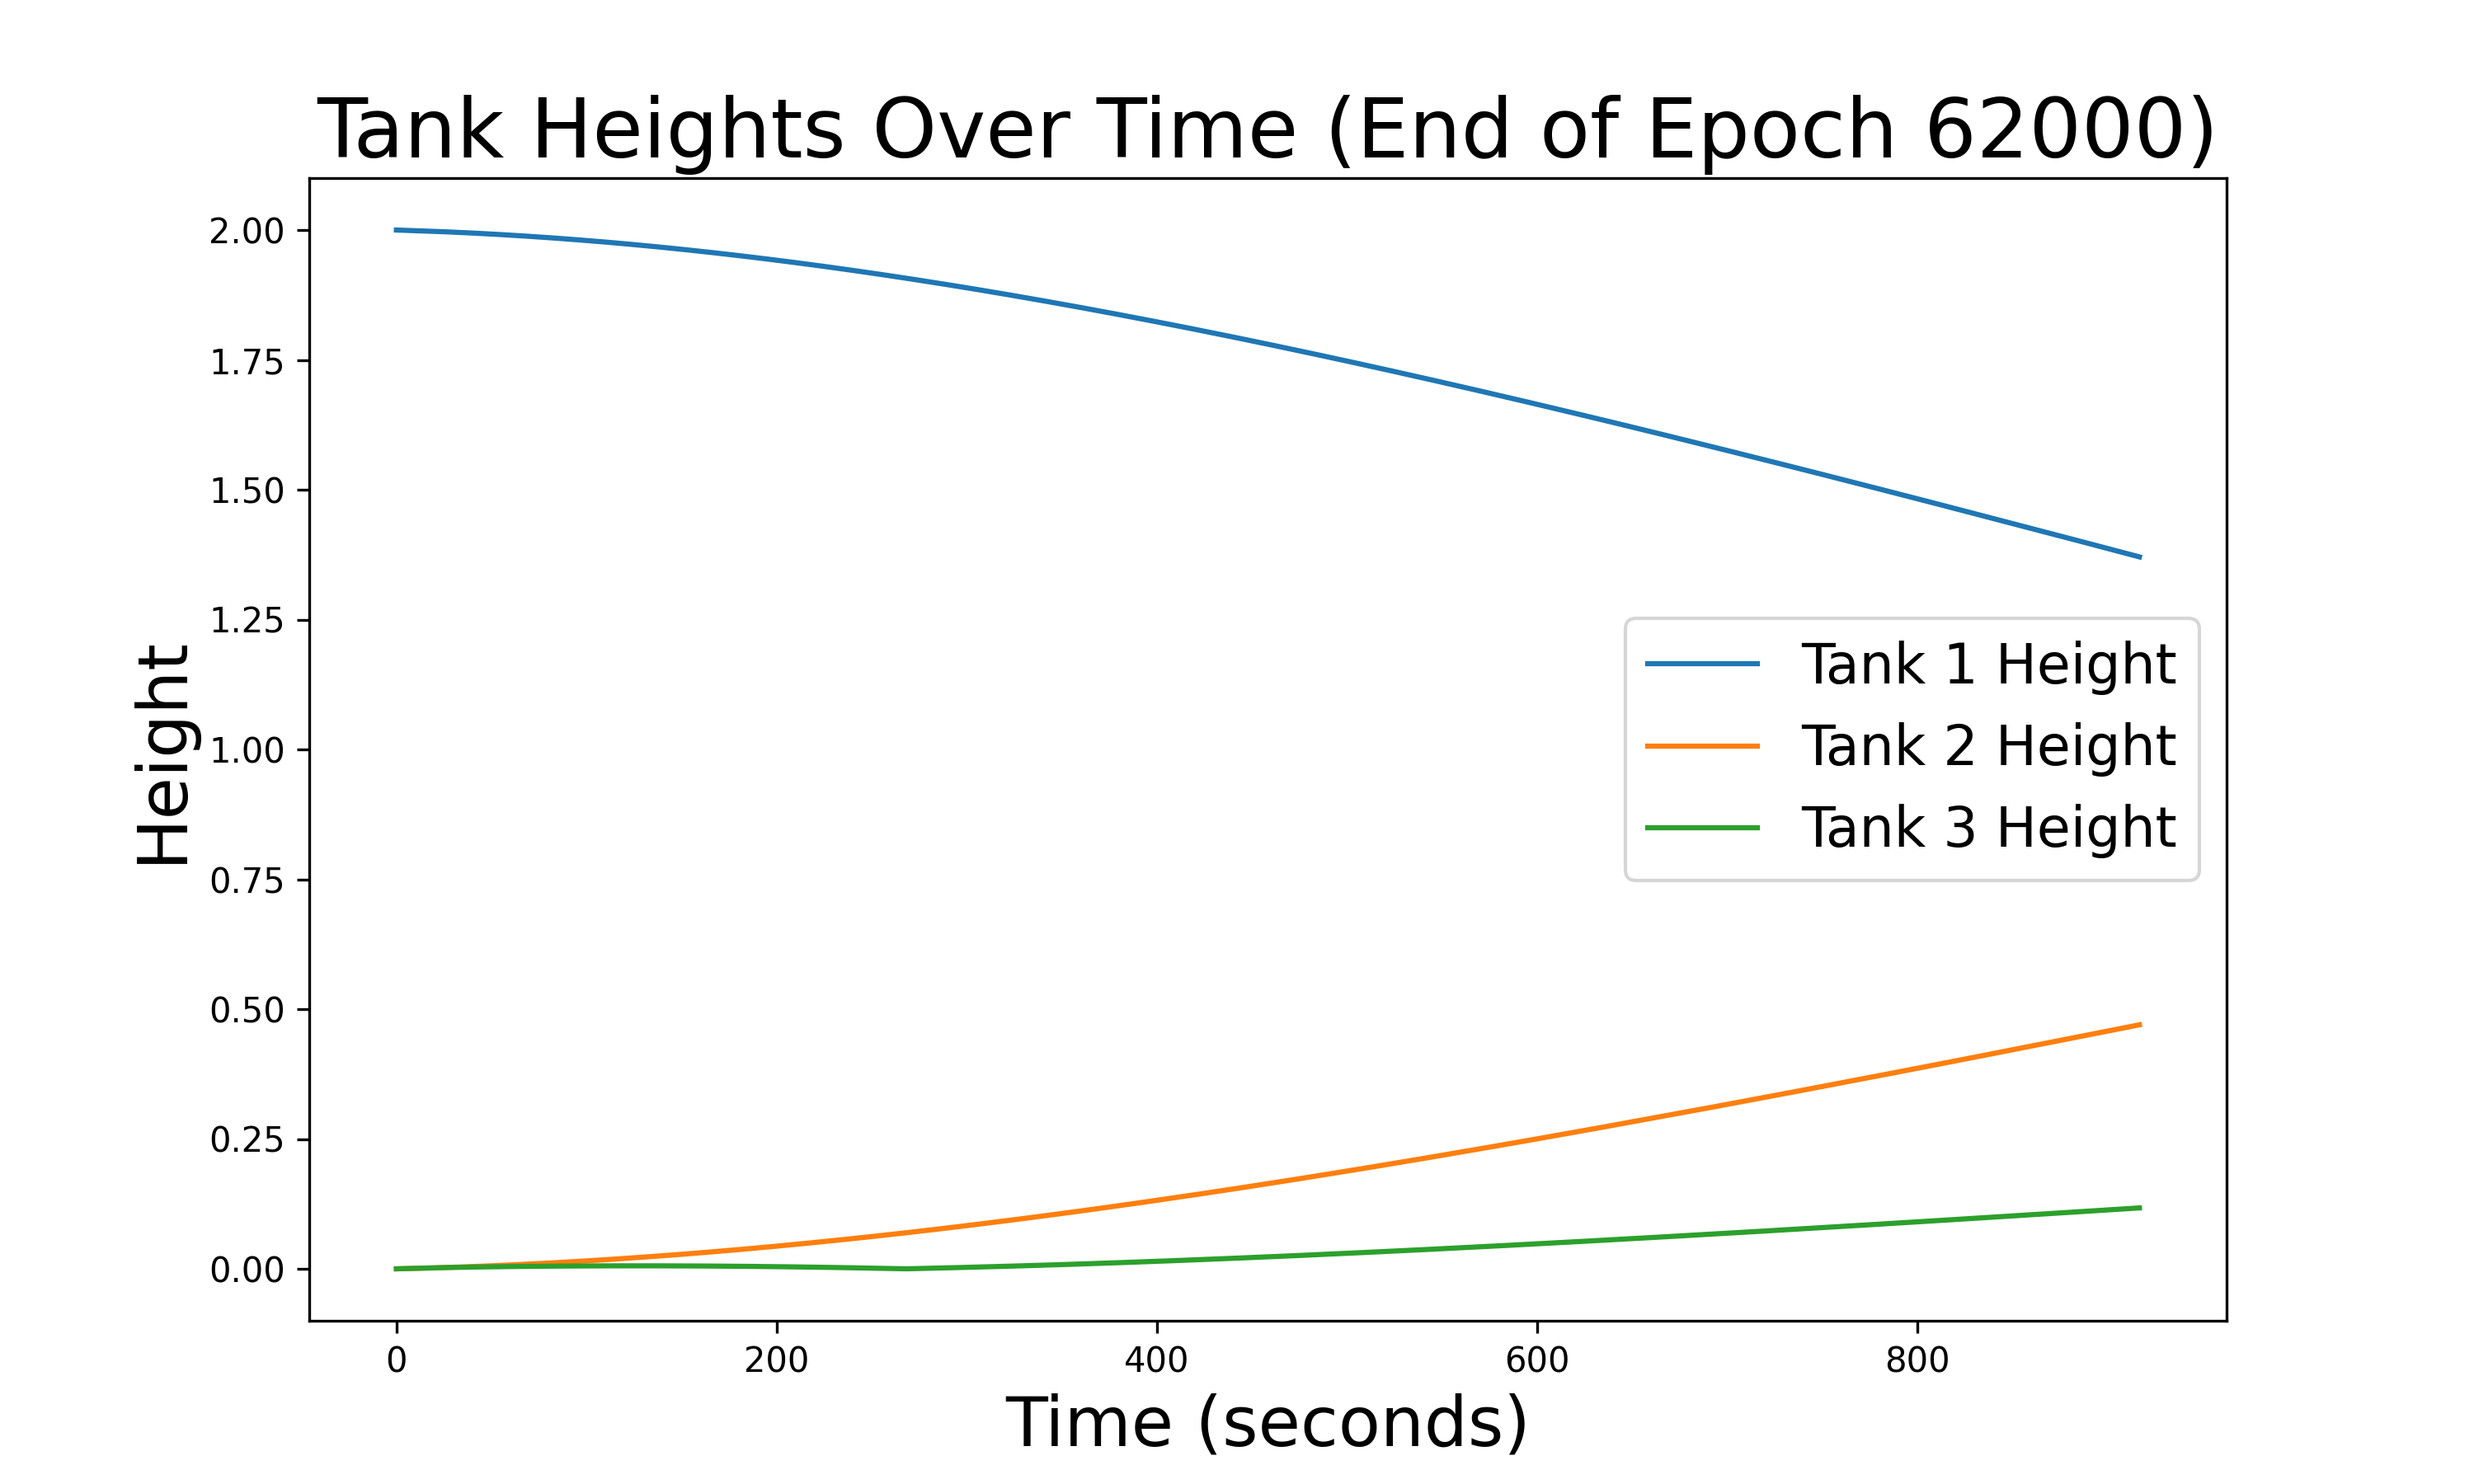 Tank Heights Over Time (End of Epoch 62000)
2.00
1.75
1.50
1.25
1.00
0.75
0.50
0.25
0.00
Height
Tank 1 Height
Tank 2 Height
Tank 3 Height
0 200 400 600 800
Time (seconds)